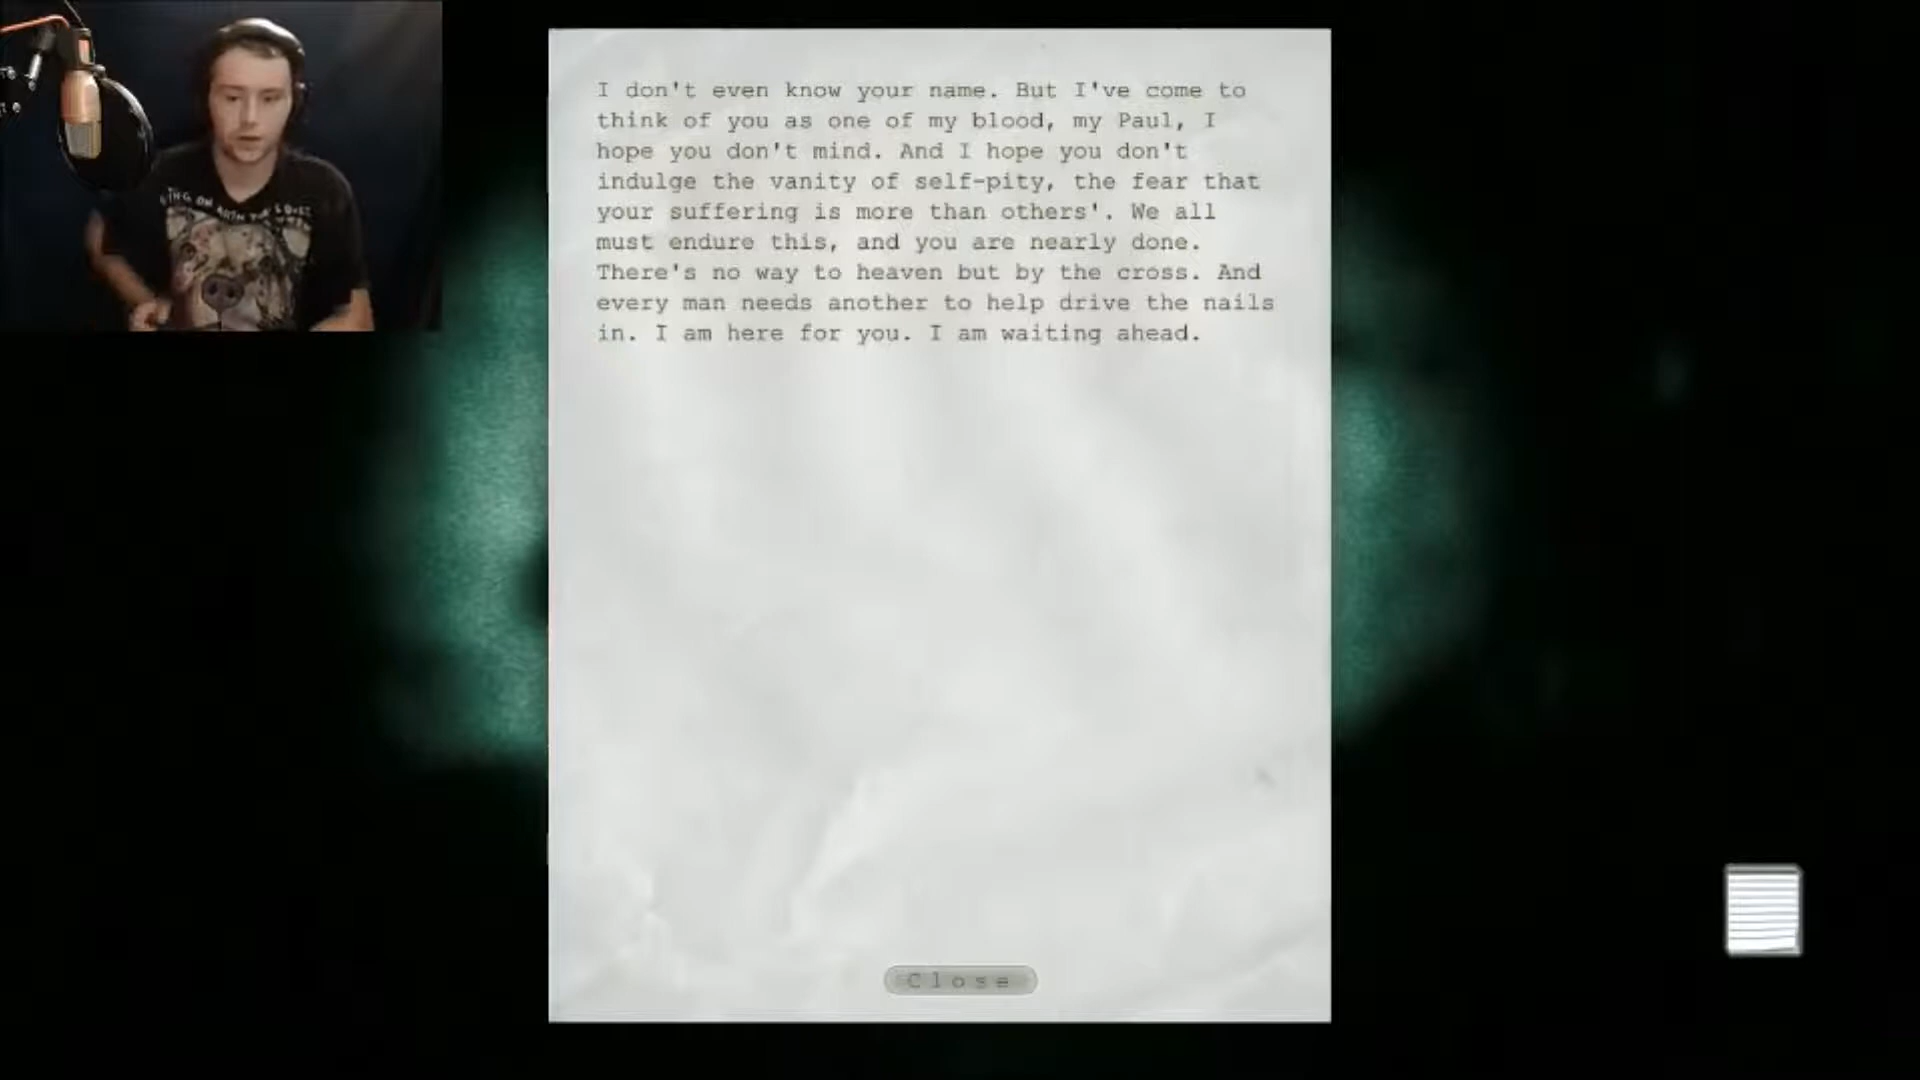 I don't even know your name. But I've come to
think of you as one of my blood, my Paul, I
hope you don't mind. And I hope you don't
indulge the vanity of self-pity, the fear that
your suffering is more than others'. We all
must endure this, and you are nearly done.
There's no way to heaven but by the cross. And
every man needs another to help drive the nails
in. I am here for you. I am waiting ahead.
Close